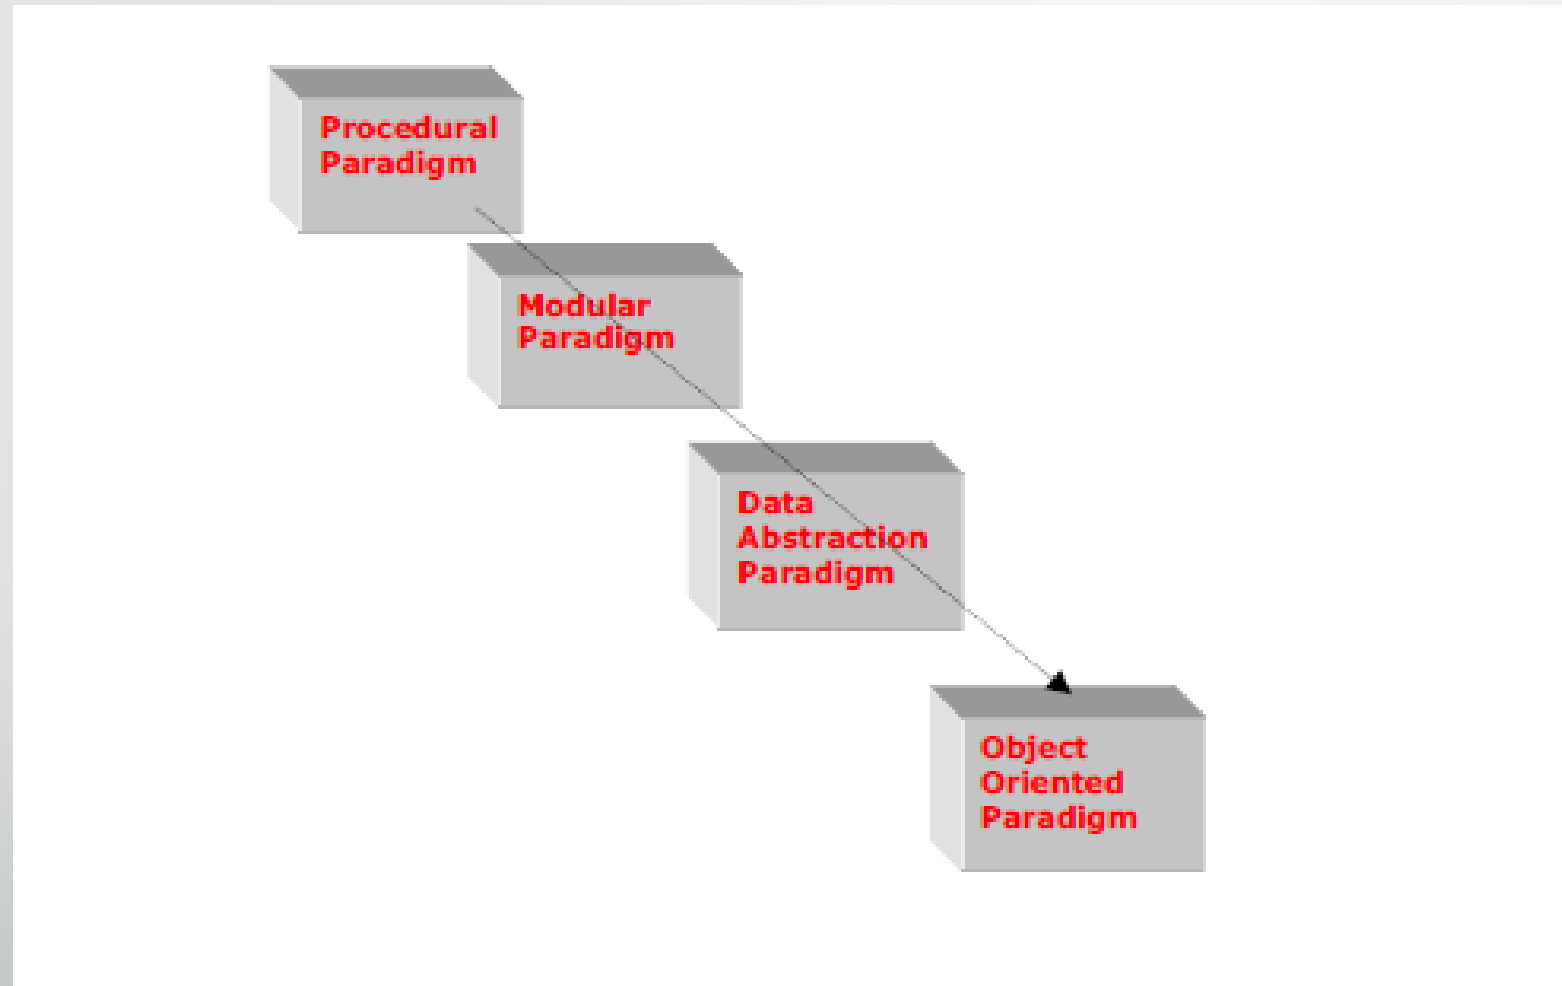 Procedural
Paradigm
Modular
Paradigm
Data
Abstraction
Paradigm
Object
Oriented
Paradigm